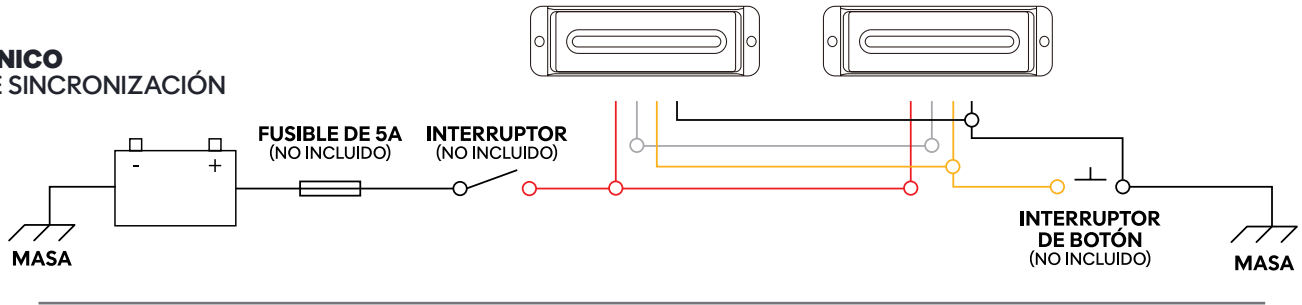 NICO
E SINCRONIZACIÓN
FUSIBLE DE 5A
(NO INCLUIDO)
INTERRUPTOR
(NO INCLUIDO)
-
+
MASA
INTERRUPTOR
DE BOTÓN
(NO INCLUIDO)
MASA